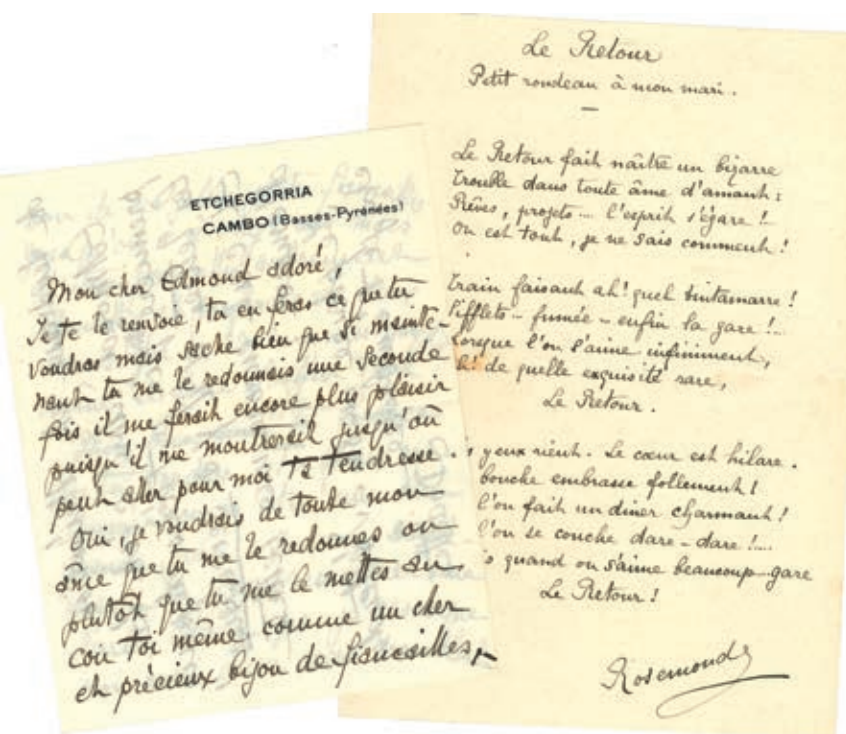 ETCHEGORRIA
CAMBO (Basses-Pyrénées)
Mon cher Edmond adoré,
Je te le renvoie, tu en feras ce que tu
voudras mais sache bien que si mainte-
nant tu me le redonnais une seconde
fois il me ferait encore plus plaisir
puisqu'il me montrerait jusqu'où
peut aller pour moi ta tendresse.
Oui, je voudrais de toute mon
âme que tu me le redonnes ou
plutôt que tu me le mettes au
cou toi même comme un cher
et précieux bijou de fiançailles,
Le Retour
Petit rondeau à mon mari.
Le Retour fait naître un bizarre
Trouble dans toute âme d'amant :
Rêves, projets .... l'esprit s'égare !..
On est tout, je ne sais comment !
Train faisant ah! quel tintamarre !
Sifflets - fumée - enfin la gare !...
Lorsque l'on s'aime infiniment,
Ah! de quelle exquisité rare,
Le Retour.
yeux rient. Le cœur est hilare.
bouche embrasse follement !
l'on fait un dîner charmant !
l'on se couche dare-dare !....
quand on s'aime beaucoup... gare
Le Retour !
Rosemonde